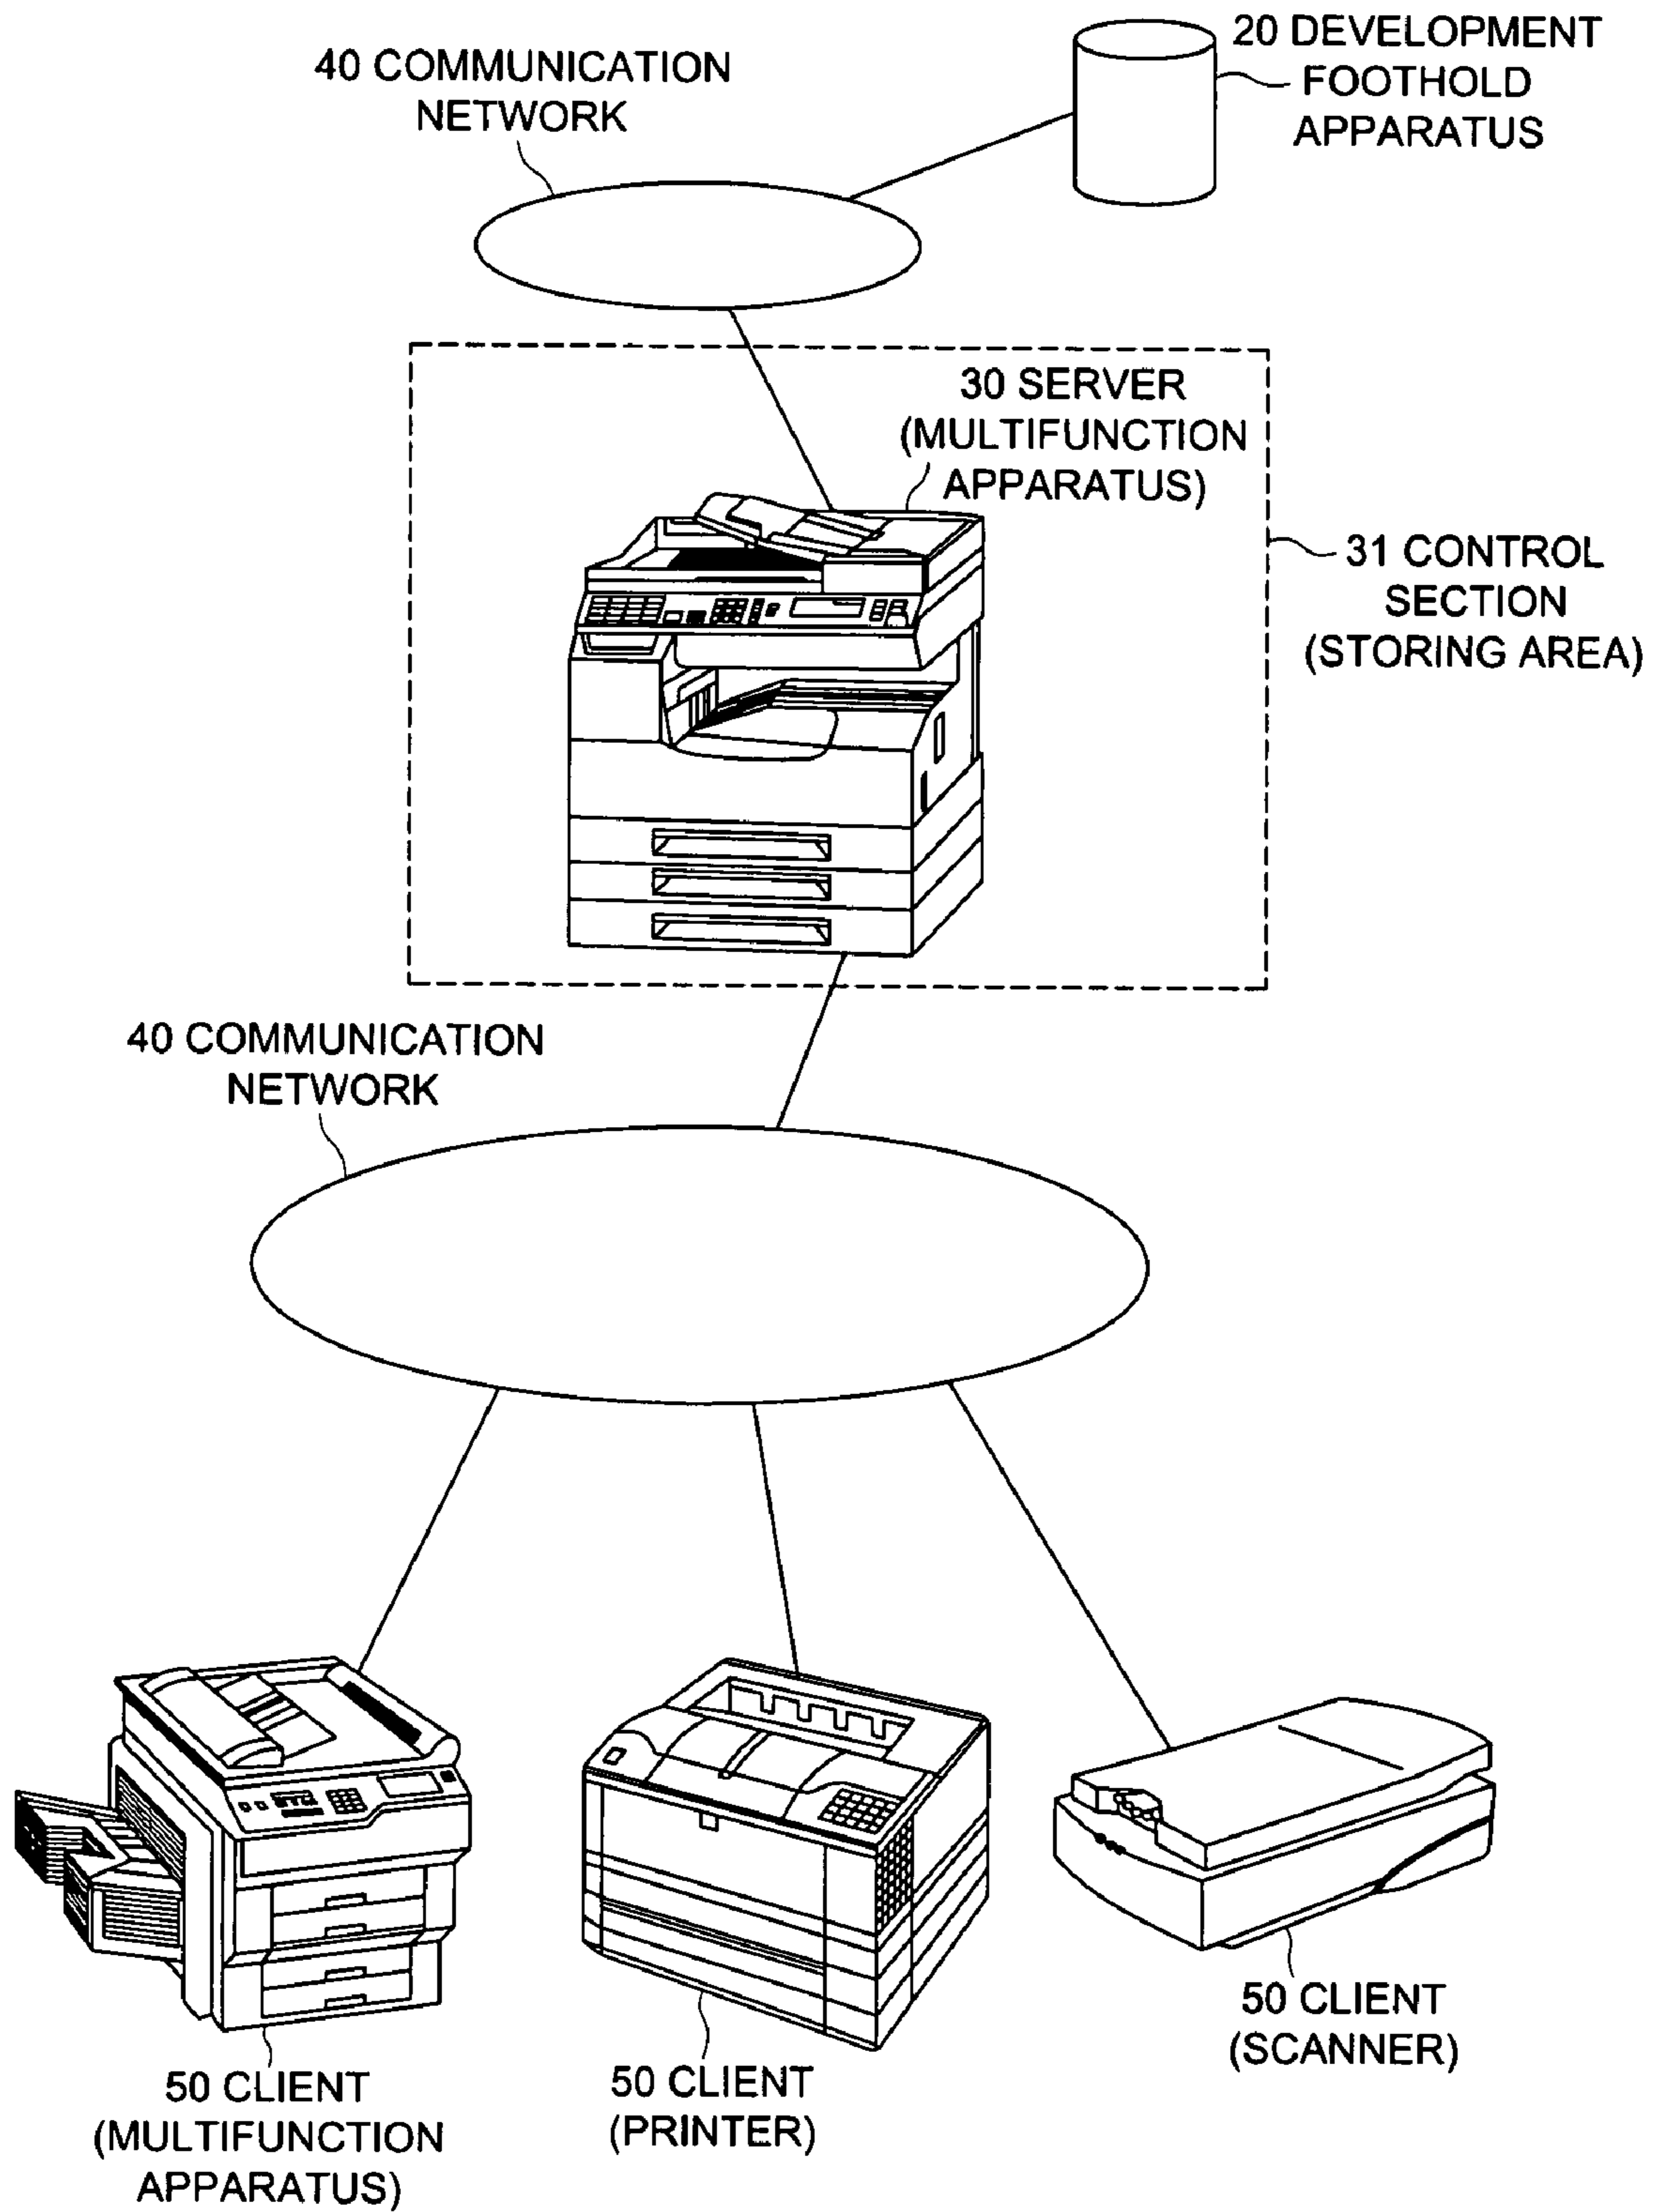 40 COMMUNICATION
NETWORK
20 DEVELOPMENT
FOOTHOLD
APPARATUS
30 SERVER
(MULTIFUNCTION
APPARATUS)
31 CONTROL
SECTION
(STORING AREA)
40 COMMUNICATION
NETWORK
50 CLIENT
(MULTIFUNCTION
APPARATUS)
50 CLIENT
(PRINTER)
50 CLIENT
(SCANNER)